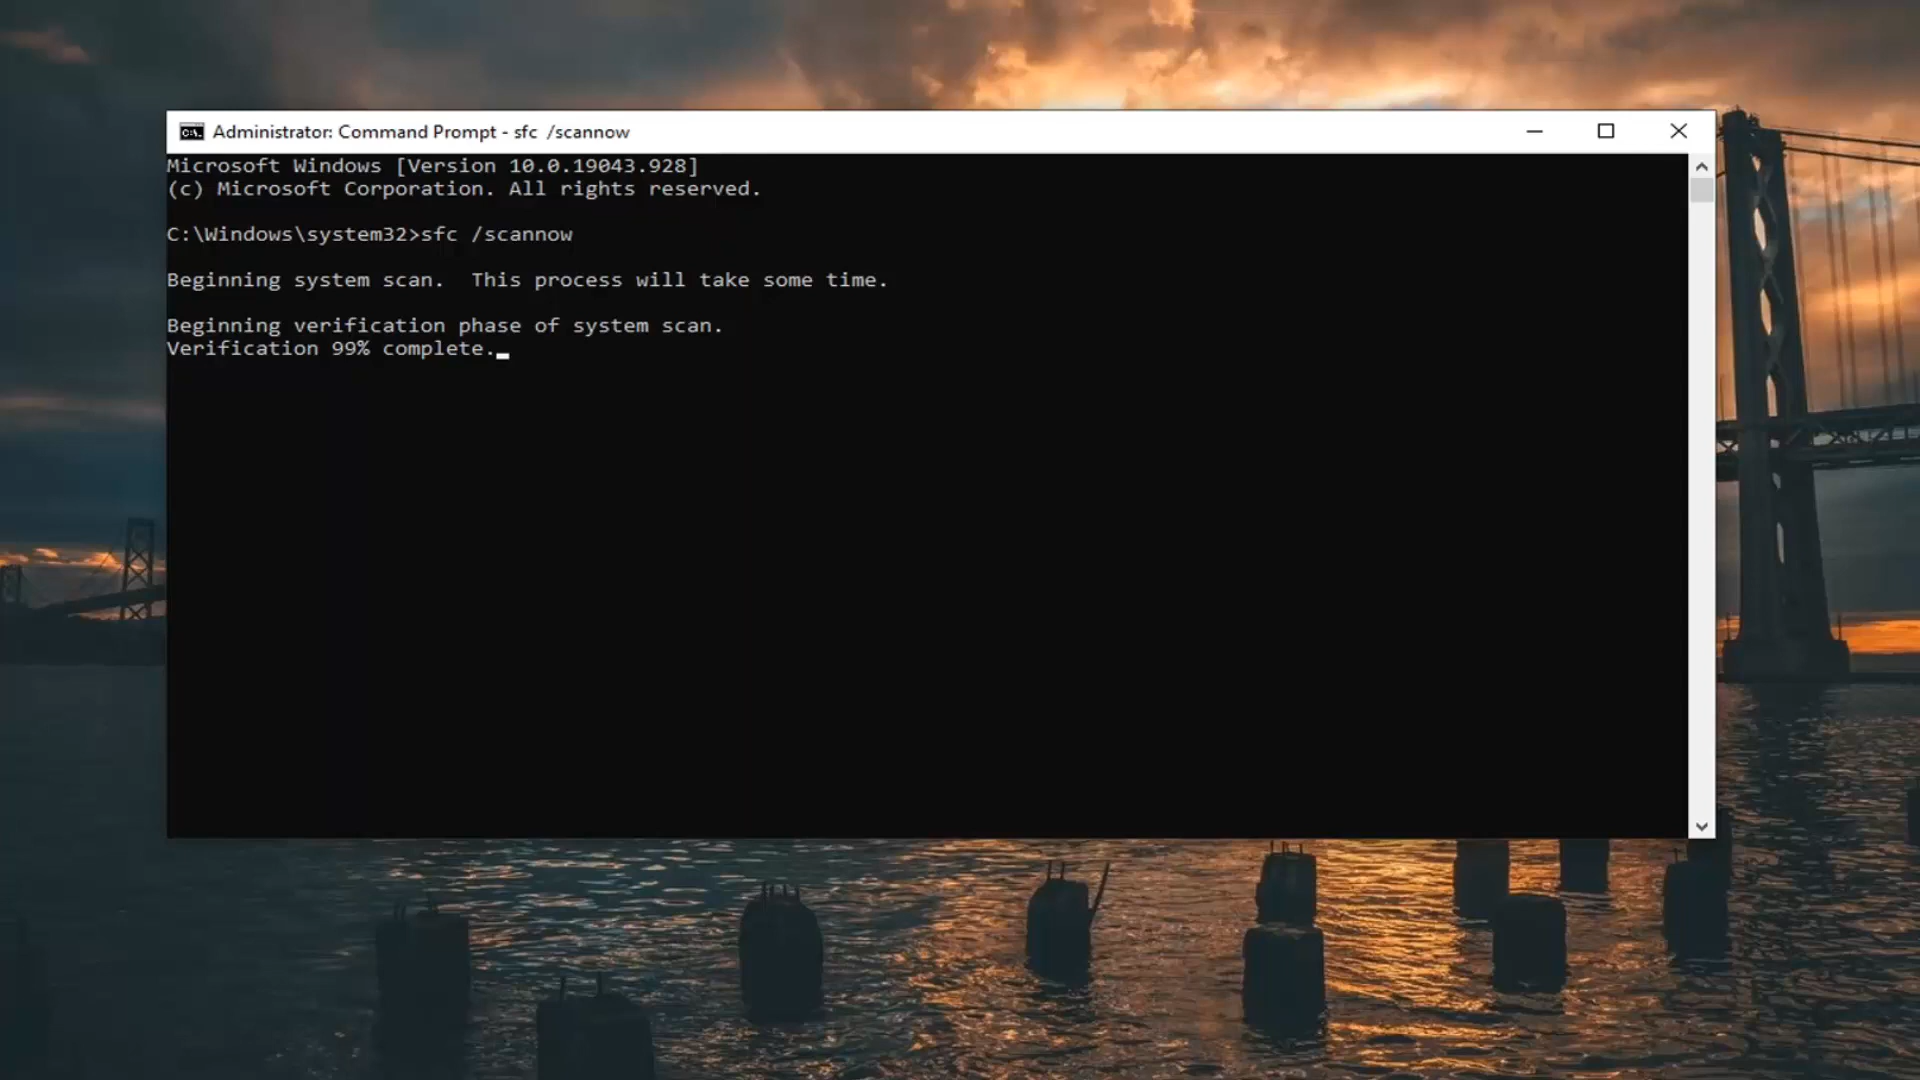 Administrator: Command Prompt - sfc  /scannow
Microsoft Windows [Version 10.0.19043.928]
(c) Microsoft Corporation. All rights reserved.
C:\Windows\system32>sfc /scannow
Beginning system scan.  This process will take some time.
Beginning verification phase of system scan.
Verification 99% complete.